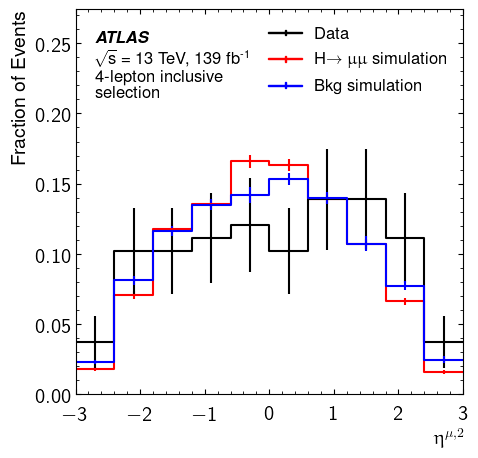 ATLAS
√s = 13 TeV, 139 fb⁻¹
4-lepton inclusive
selection
Data
H→ μμ simulation
Bkg simulation
Fraction of Events
0.25
0.20
0.15
0.10
0.05
0.00
−3 −2 −1 0 1 2 3
η^{μ,2}